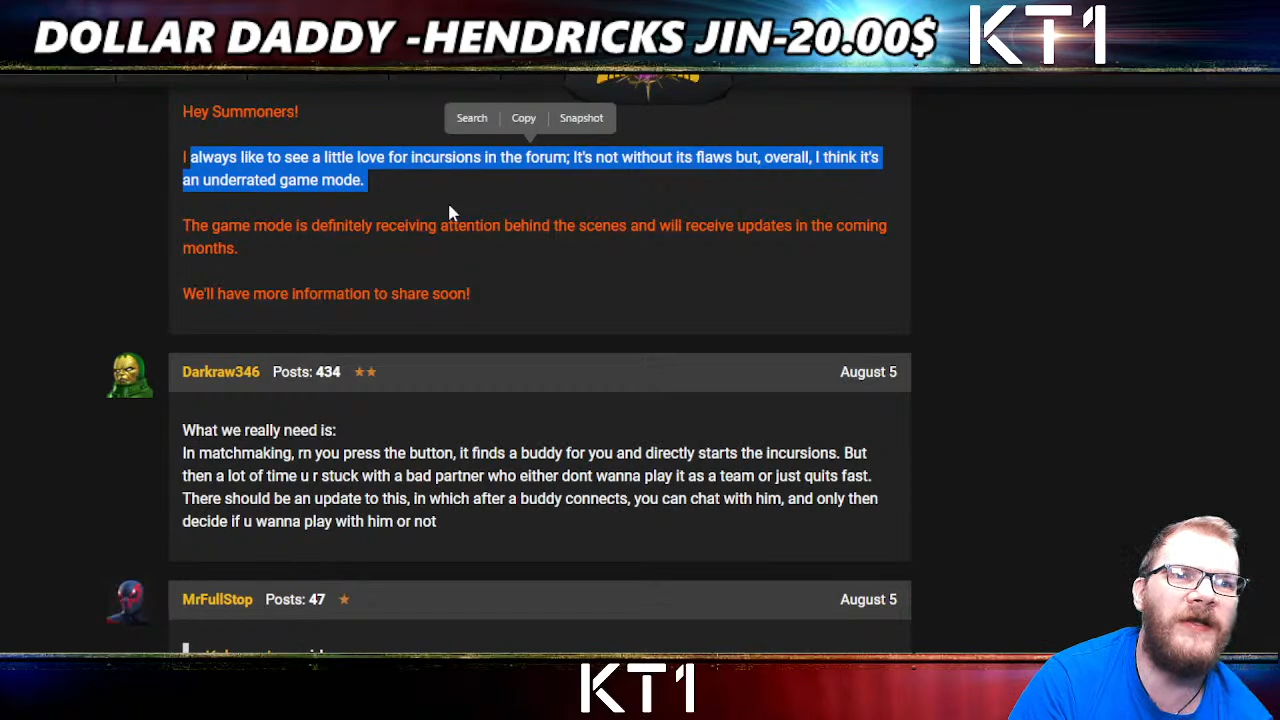 DOLLAR DADDY -HENDRICKS JIN-20.00$
KT1
Hey Summoners!
Search
Copy
Snapshot
I always like to see a little love for incursions in the forum; It's not without its flaws but, overall, I think it's
an underrated game mode.
The game mode is definitely receiving attention behind the scenes and will receive updates in the coming
months.
We'll have more information to share soon!
Darkraw346 Posts: 434 August 5
What we really need is:
In matchmaking, rn you press the button, it finds a buddy for you and directly starts the incursions. But
then a lot of time u r stuck with a bad partner who either dont wanna play it as a team or just quits fast.
There should be an update to this, in which after a buddy connects, you can chat with him, and only then
decide if u wanna play with him or not
MrFullStop Posts: 47 August 5
KT1